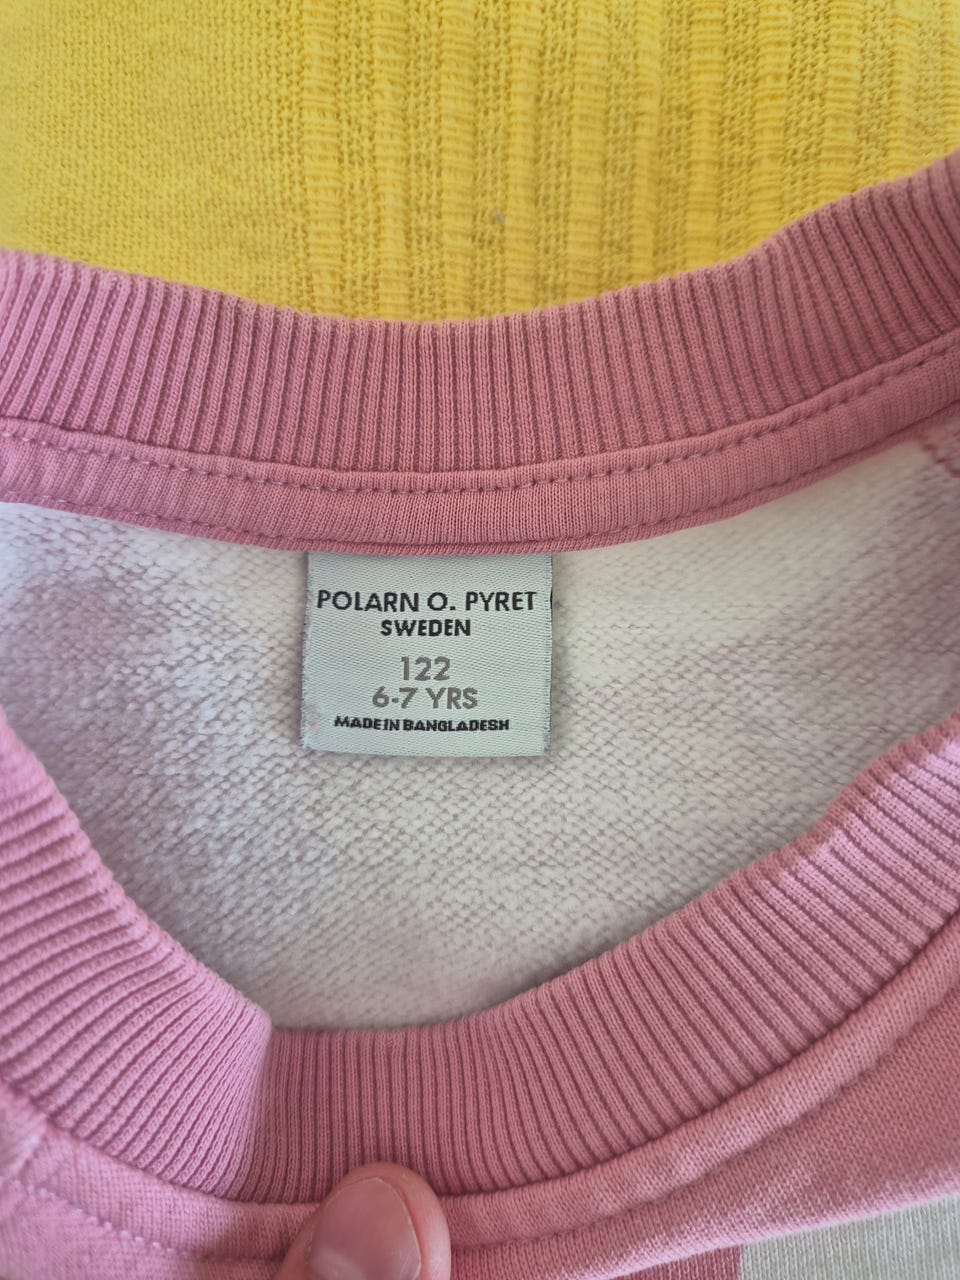 POLARN O. PYRET
SWEDEN
122
6-7 YRS
MADE IN BANGLADESH